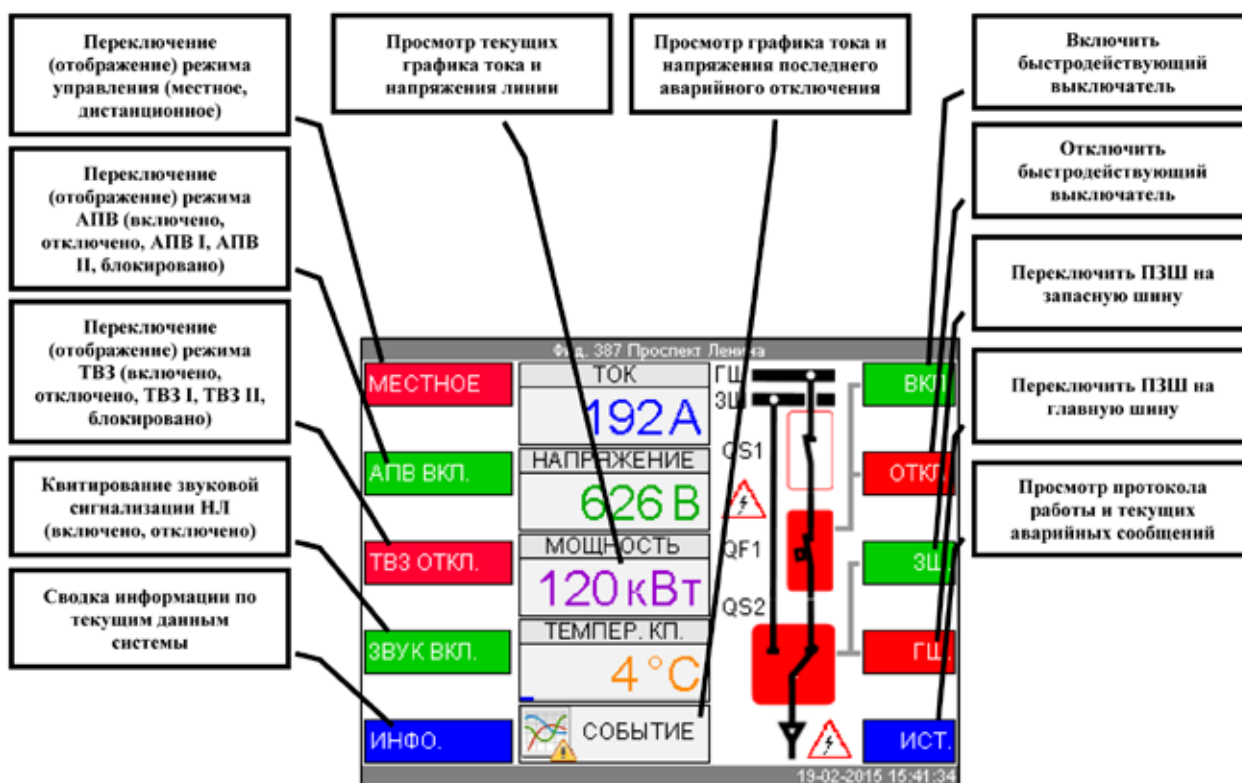 Переключение
(отображение) режима
управления (местное,
дистанционное)
Просмотр текущих
графика тока и
напряжения линии
Просмотр графика тока и
напряжения последнего
аварийного отключения
Включить
быстродействующий
выключатель
Переключение
(отображение) режима
АПВ (включено,
отключено, АПВ I, АПВ
II, блокировано)
Отключить
быстродействующий
выключатель
Переключить ПЗШ на
запасную шину
Переключение
(отображение) режима
ТВЗ (включено,
отключено, ТВЗ I, ТВЗ II,
блокировано)
Переключить ПЗШ на
главную шину
Квитирование звуковой
сигнализации НЛ
(включено, отключено)
Просмотр протокола
работы и текущих
аварийных сообщений
Сводка информации по
текущим данным
системы
Фид. 387 Проспект Ленина
МЕСТНОЕ
АПВ ВКЛ.
ТВЗ ОТКЛ.
ЗВУК ВКЛ.
ИНФО.
ТОК
192 А
НАПРЯЖЕНИЕ
626 В
МОЩНОСТЬ
120 кВт
ТЕМПЕР. КП.
4 °C
СОБЫТИЕ
ГШ
ЗШ
QS1
QF1
QS2
ВКЛ
ОТКЛ.
ЗШ.
ГШ.
ИСТ.
19-02-2015 15:41:34